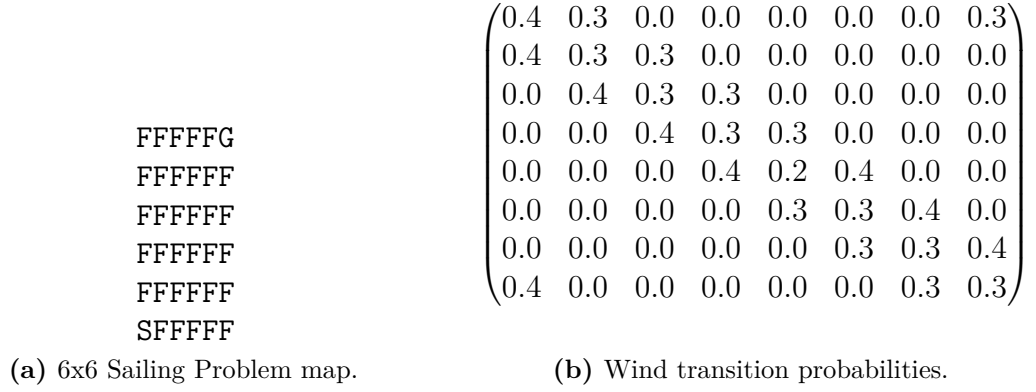 FFFFFG
FFFFFF
FFFFFF
FFFFFF
FFFFFF
SFFFFF
(a) 6x6 Sailing Problem map.
0.4 0.3 0.0 0.0 0.0 0.0 0.0 0.3
0.4 0.3 0.3 0.0 0.0 0.0 0.0 0.0
0.0 0.4 0.3 0.3 0.0 0.0 0.0 0.0
0.0 0.0 0.4 0.3 0.3 0.0 0.0 0.0
0.0 0.0 0.0 0.4 0.2 0.4 0.0 0.0
0.0 0.0 0.0 0.0 0.3 0.3 0.4 0.0
0.0 0.0 0.0 0.0 0.0 0.3 0.3 0.4
0.4 0.0 0.0 0.0 0.0 0.0 0.3 0.3
(b) Wind transition probabilities.